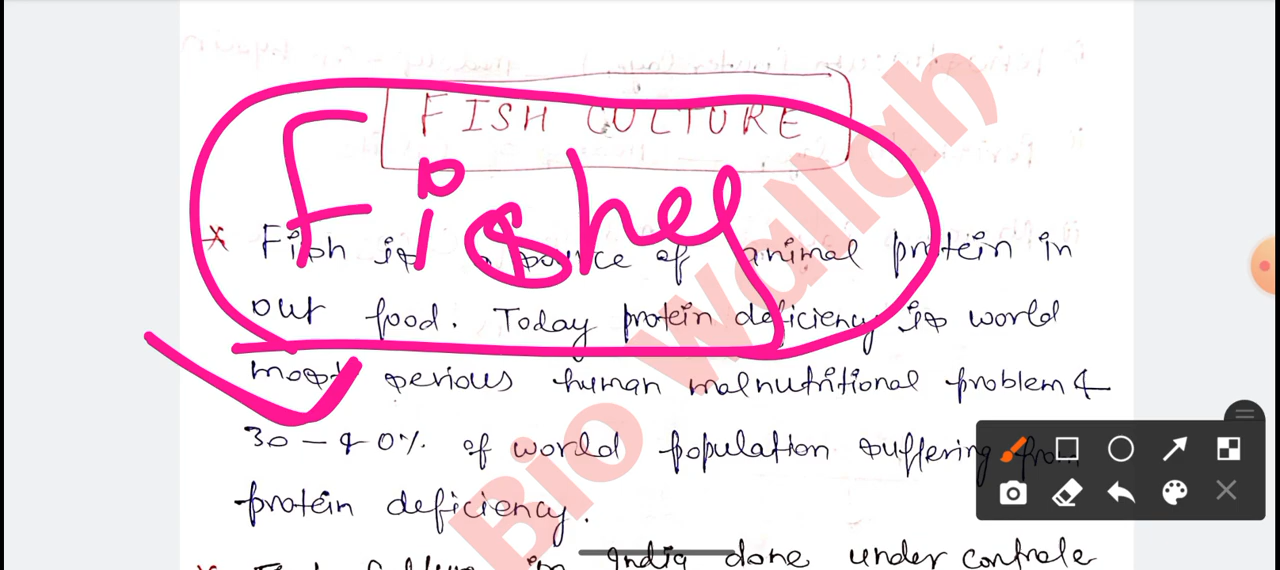 FISH CULTURE
Fishes
× Fish is a source of animal protein in
our food. Today protein deficiency is world
most serious human malnutritional problem &
30-40% of world population suffering from
protein deficiency.
India done under controle
Bio Wallah